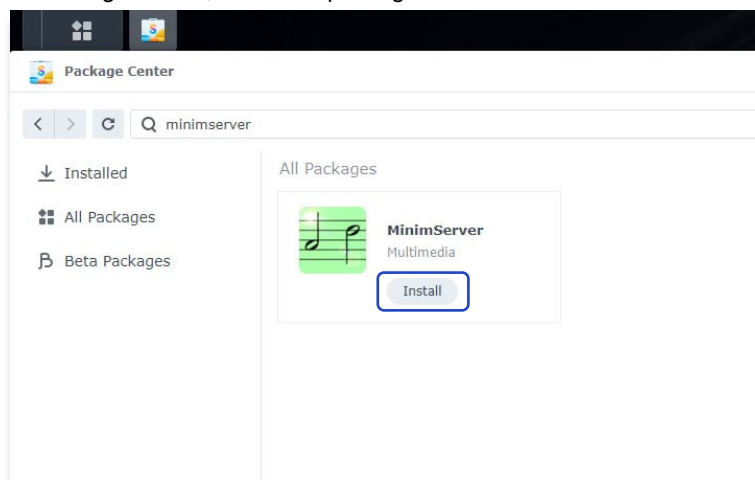 Package Center
minimserver
Installed
All Packages
Beta Packages
All Packages
MinimServer
Multimedia
Install